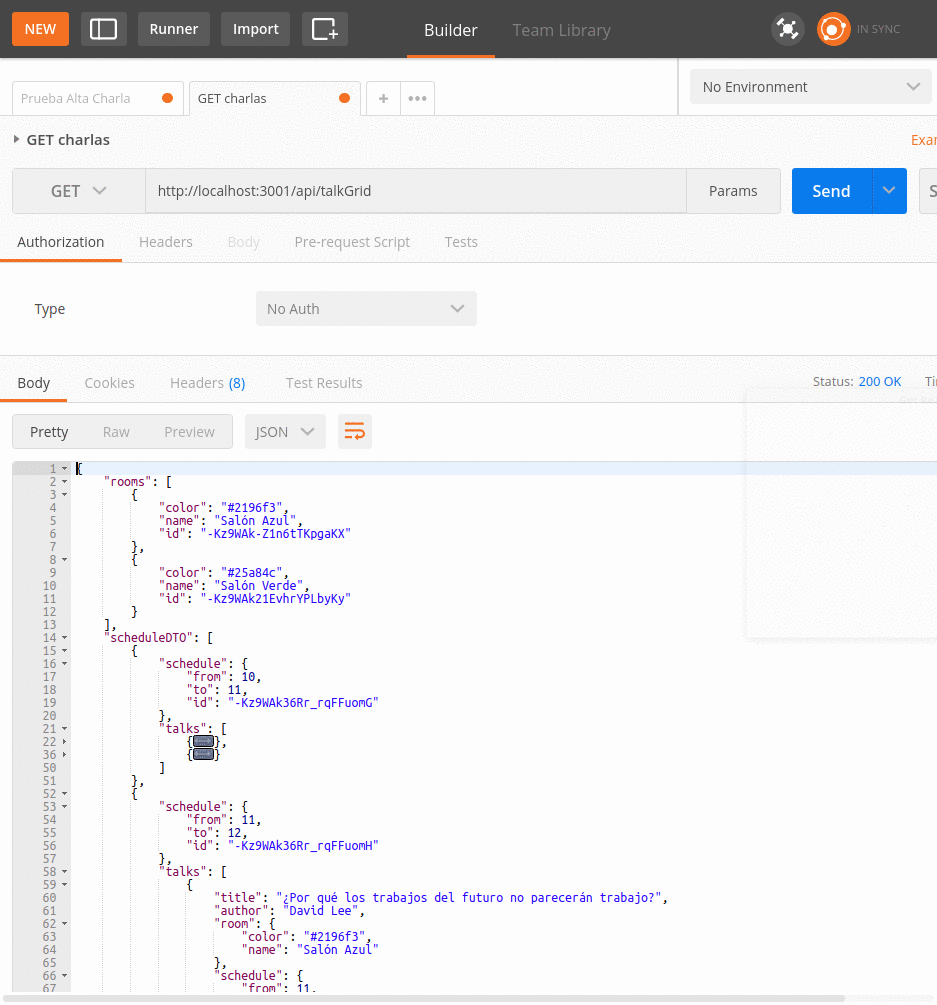 NEW Runner Import Builder Team Library IN SYNC
Prueba Alta Charla GET charlas + ••• No Environment
GET charlas
GET http://localhost:3001/api/talkGrid Params Send
Authorization Headers Body Pre-request Script Tests
Type No Auth
Body Cookies Headers (8) Test Results Status: 200 OK
Pretty Raw Preview JSON
1 {
2 "rooms": [
3 {
4 "color": "#2196f3",
5 "name": "Salón Azul",
6 "id": "-Kz9WAk-Z1n6tTKpgaKX"
7 },
8 {
9 "color": "#25a84c",
10 "name": "Salón Verde",
11 "id": "-Kz9WAk21EvhrYPLbyKy"
12 }
13 ],
14 "scheduleDTO": [
15 {
16 "schedule": {
17 "from": 10,
18 "to": 11,
19 "id": "-Kz9WAk36Rr_rqFFuomG"
20 },
21 "talks": [
22 {},
36 {}
50 ]
51 },
52 {
53 "schedule": {
54 "from": 11,
55 "to": 12,
56 "id": "-Kz9WAk36Rr_rqFFuomH"
57 },
58 "talks": [
59 {
60 "title": "¿Por qué los trabajos del futuro no parecerán trabajo?",
61 "author": "David Lee",
62 "room": {
63 "color": "#2196f3",
64 "name": "Salón Azul"
65 },
66 "schedule": {
67 "from": 11,